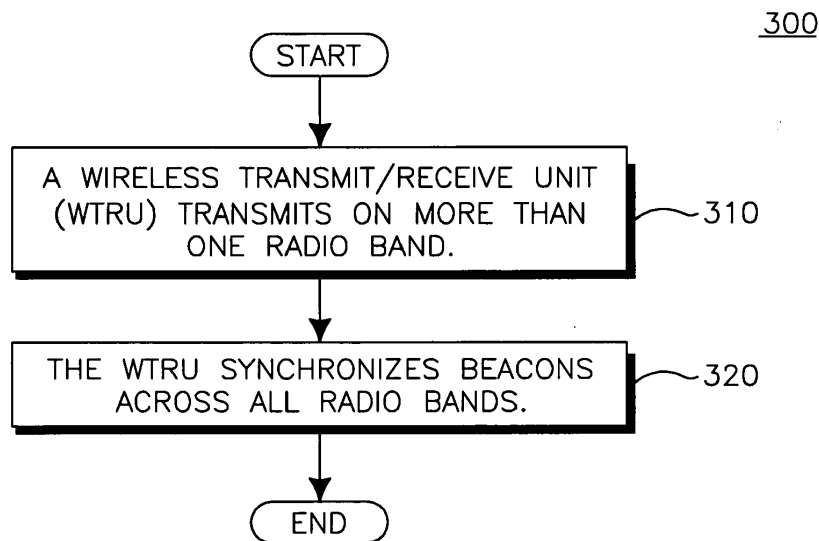 300
START
A WIRELESS TRANSMIT/RECEIVE UNIT
(WTRU) TRANSMITS ON MORE THAN
ONE RADIO BAND.
310
THE WTRU SYNCHRONIZES BEACONS
ACROSS ALL RADIO BANDS.
320
END